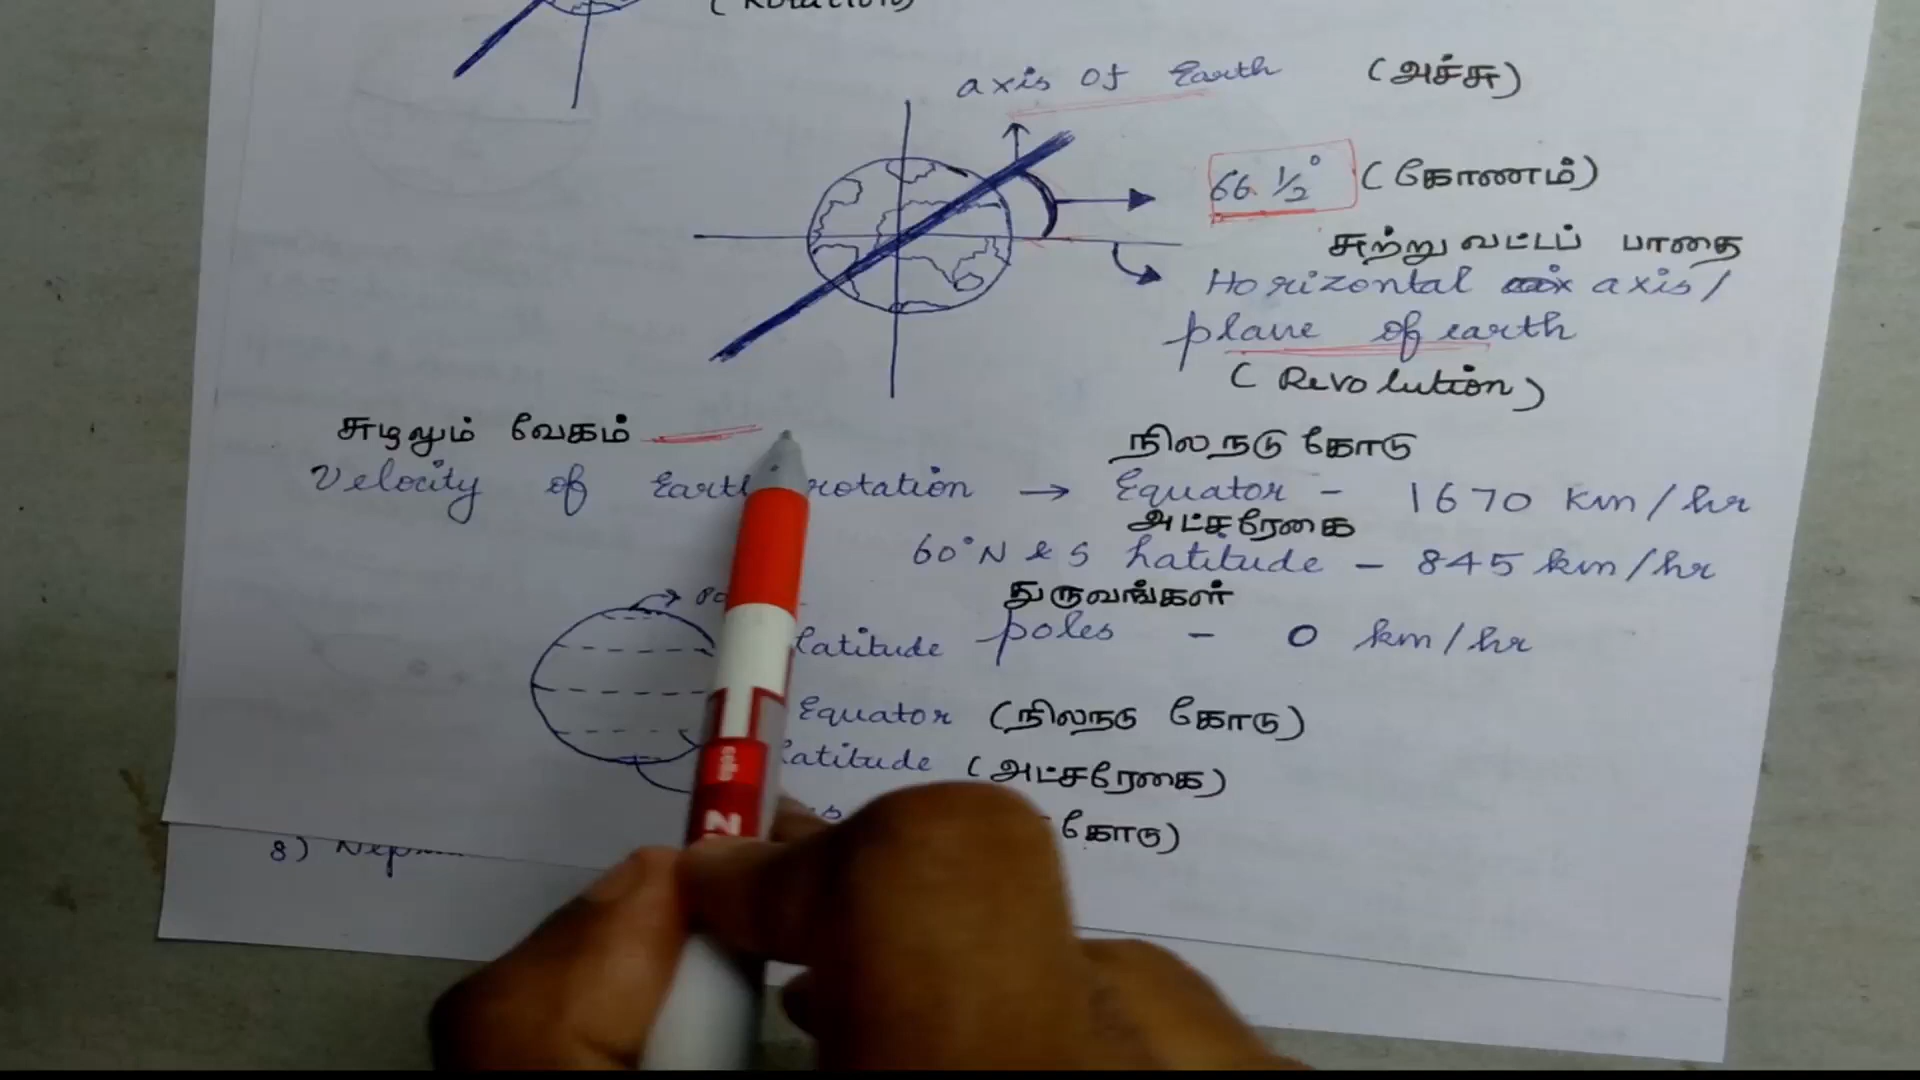 (Rotation)
axis of Earth (அச்சு)
66 ½° (கோணம்)
சுற்று வட்டப் பாதை
Horizontal axis/
plane of earth
(Revolution)
சுழலும் வேகம்
நிலநடு கோடு
Velocity of Earth rotation → Equator - 1670 km/hr
அட்சரேகை
60°N & S Latitude - 845 km/hr
துருவங்கள்
latitude poles - 0 km/hr
Equator (நிலநடு கோடு)
Latitude (அட்சரேகை)
கோடு)
8)